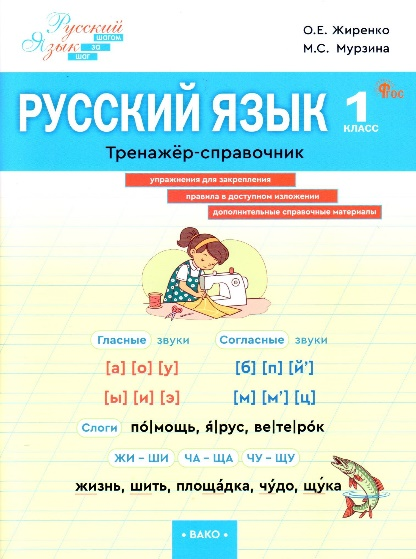 Русский
Язык
шагом
за
шаг
О.Е. Жиренко
М.С. Мурзина
ФГОС
РУССКИЙ ЯЗЫК 1
КЛАСС
Тренажёр-справочник
упражнения для закрепления
правила в доступном изложении
дополнительные справочные материалы
Гласные звуки Согласные звуки
[а] [о] [у] [б] [п] [й’]
[ы] [и] [э] [м] [м’] [ц]
Слоги по́|мощь, я́|рус, ве|те|ро́к
ЖИ – ШИ ЧА – ЩА ЧУ – ЩУ
жизнь, шить, площа́дка, чу́до, щу́ка
• ВАКО •